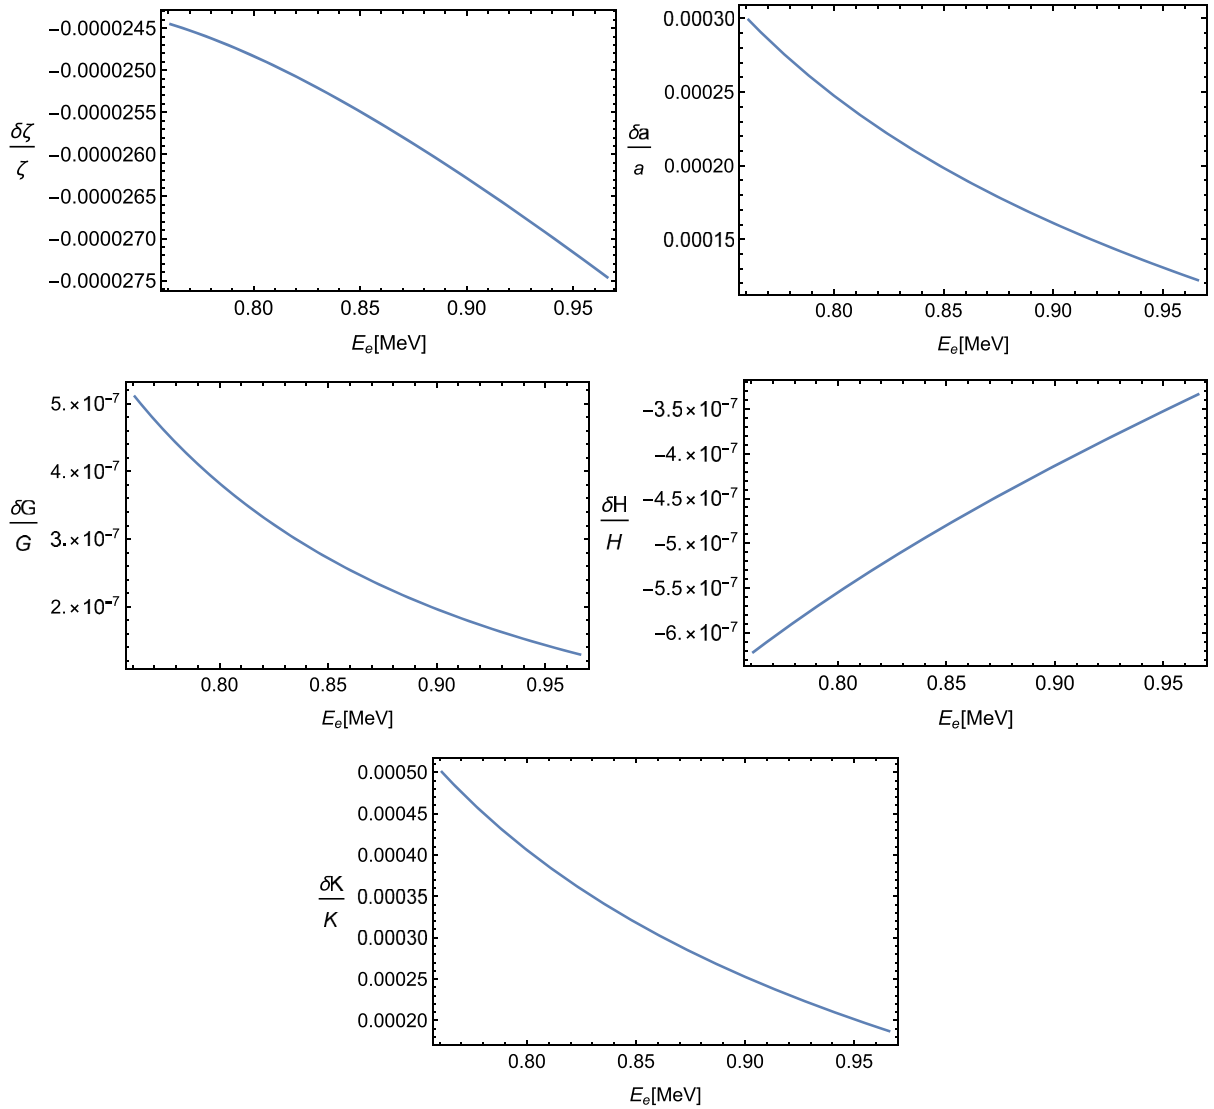 −0.0000245
−0.0000250
−0.0000255
−0.0000260
−0.0000265
−0.0000270
−0.0000275
δζ
ζ
0.80 0.85 0.90 0.95
Eₑ[MeV]
0.00030
0.00025
0.00020
0.00015
δa
a
0.80 0.85 0.90 0.95
Eₑ[MeV]
5.×10⁻⁷
4.×10⁻⁷
3.×10⁻⁷
2.×10⁻⁷
δG
G
0.80 0.85 0.90 0.95
Eₑ[MeV]
−3.5×10⁻⁷
−4.×10⁻⁷
−4.5×10⁻⁷
−5.×10⁻⁷
−5.5×10⁻⁷
−6.×10⁻⁷
δH
H
0.80 0.85 0.90 0.95
Eₑ[MeV]
0.00050
0.00045
0.00040
0.00035
0.00030
0.00025
0.00020
δK
K
0.80 0.85 0.90 0.95
Eₑ[MeV]